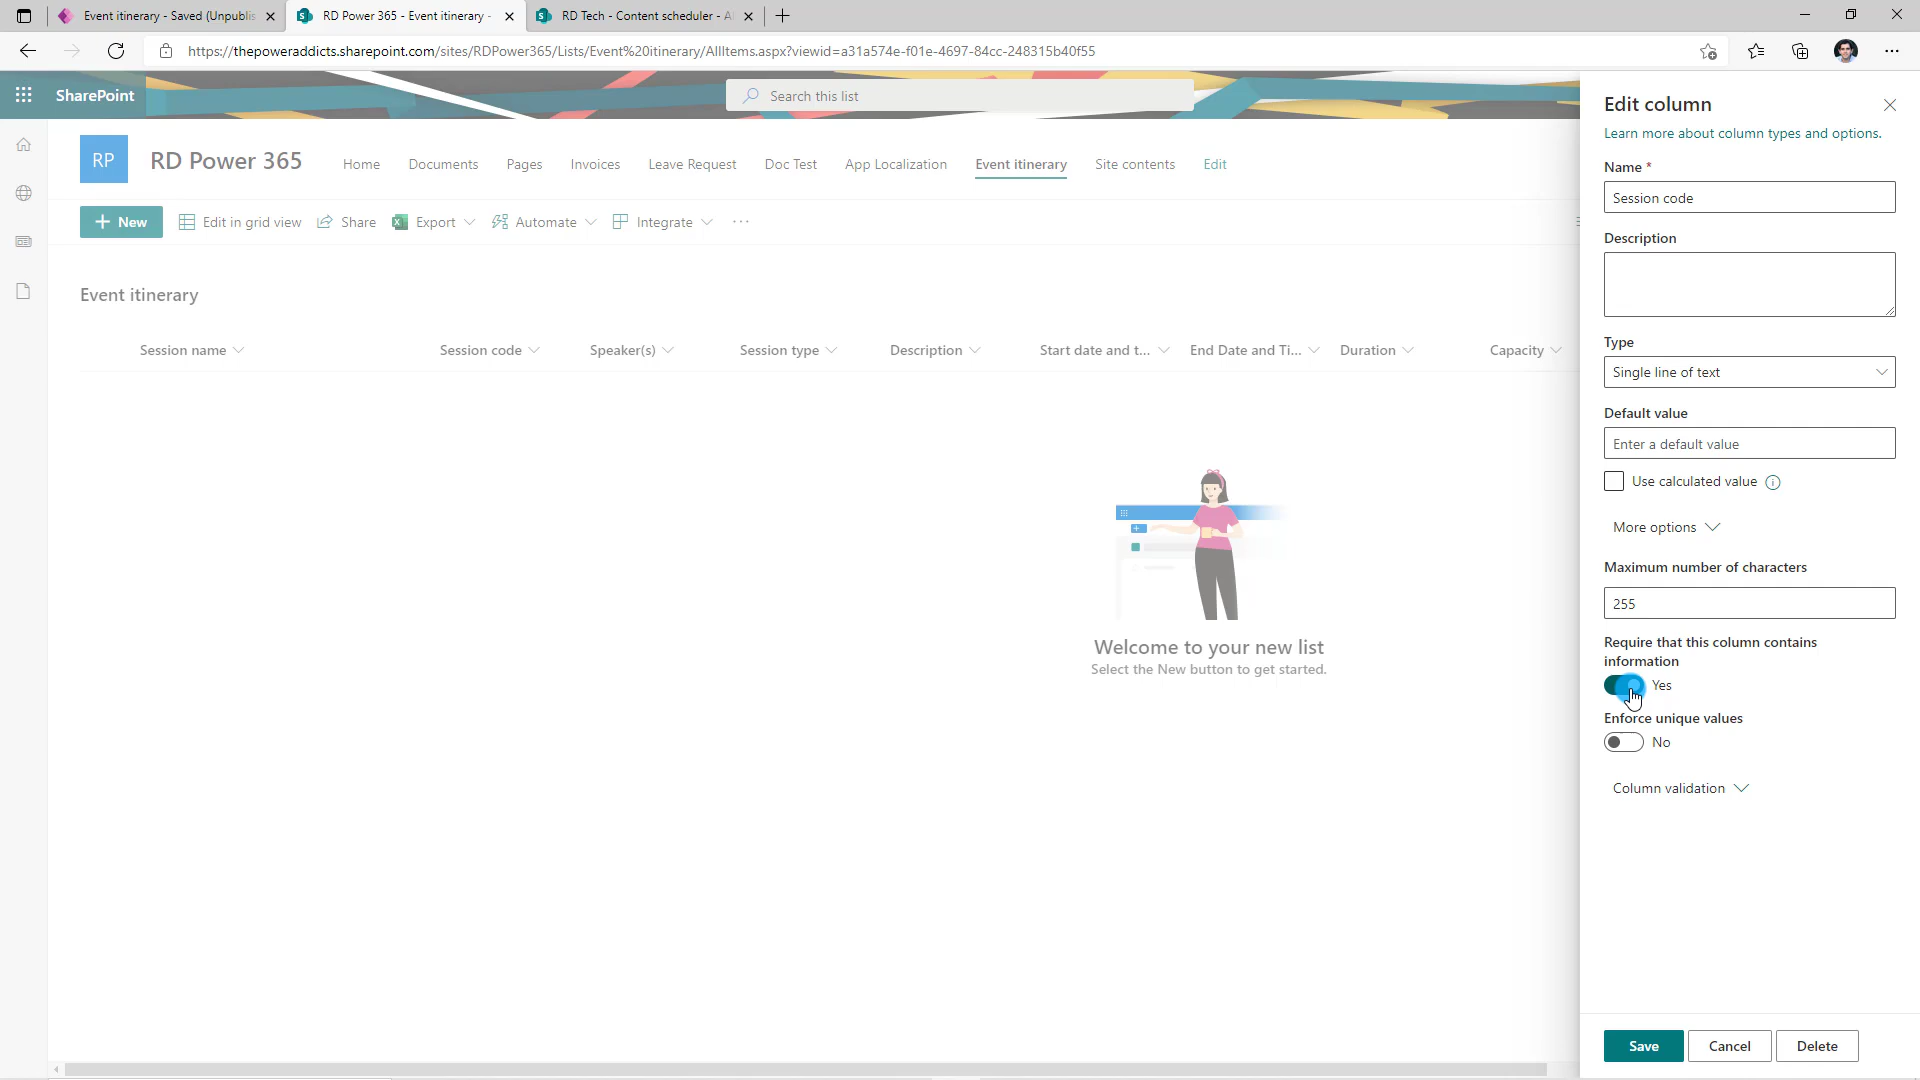 Event itinerary - Saved (Unpublis
RD Power 365 - Event itinerary -
RD Tech - Content scheduler - Al
https://thepoweraddicts.sharepoint.com/sites/RDPower365/Lists/Event%20itinerary/AllItems.aspx?viewid=a31a574e-f01e-4697-84cc-248315b40f55
SharePoint
Search this list
RP
RD Power 365
Home
Documents
Pages
Invoices
Leave Request
Doc Test
App Localization
Event itinerary
Site contents
Edit
New
Edit in grid view
Share
Export
Automate
Integrate
Event itinerary
Session name
Session code
Speaker(s)
Session type
Description
Start date and t...
End Date and Ti...
Duration
Capacity
Welcome to your new list
Select the New button to get started.
Edit column
Learn more about column types and options.
Name *
Session code
Description
Type
Single line of text
Default value
Enter a default value
Use calculated value
More options
Maximum number of characters
255
Require that this column contains
information
Yes
Enforce unique values
No
Column validation
Save
Cancel
Delete